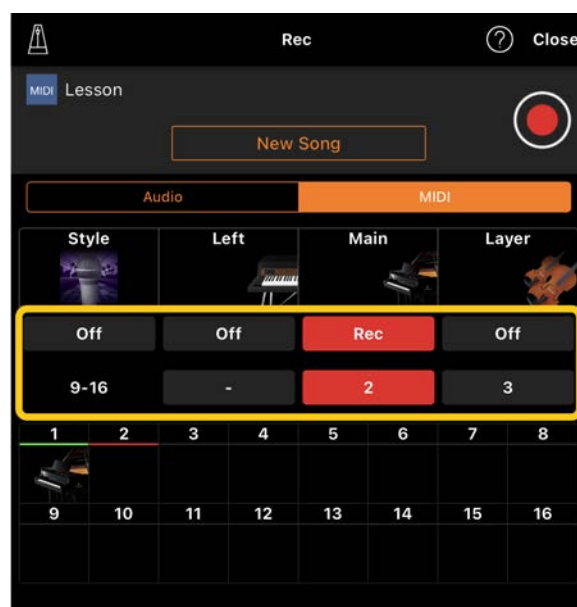 Rec
? Close
MIDI Lesson
New Song
Audio MIDI
Style Left Main Layer
Off Off Rec Off
9-16 - 2 3
1 2 3 4 5 6 7 8
9 10 11 12 13 14 15 16